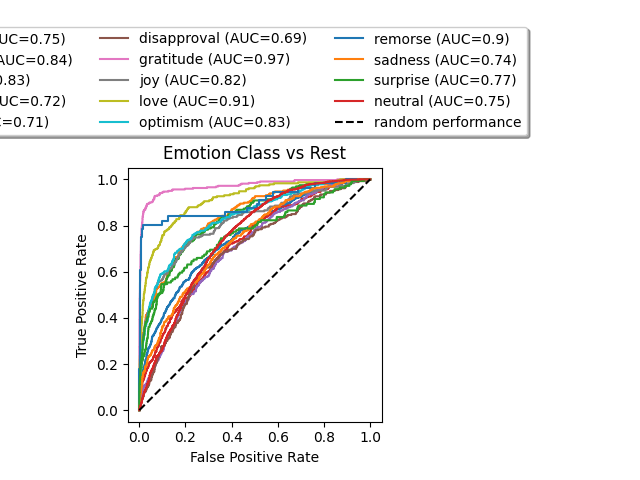 UC=0.75) disapproval (AUC=0.69) remorse (AUC=0.9)
UC=0.84) gratitude (AUC=0.97) sadness (AUC=0.74)
0.83) joy (AUC=0.82) surprise (AUC=0.77)
UC=0.72) love (AUC=0.91) neutral (AUC=0.75)
=0.71) optimism (AUC=0.83) random performance
Emotion Class vs Rest
1.0
0.8
0.6
0.4
0.2
0.0
True Positive Rate
0.0 0.2 0.4 0.6 0.8 1.0
False Positive Rate